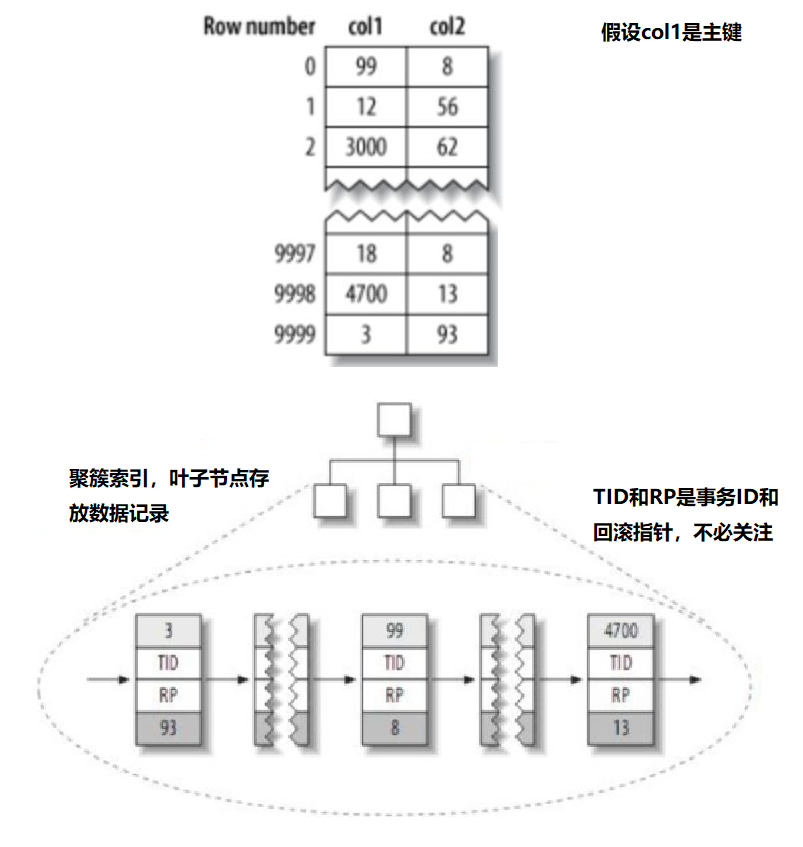 Row number col1 col2
假设col1是主键
0 99 8
1 12 56
2 3000 62
9997 18 8
9998 4700 13
9999 3 93
聚簇索引，叶子节点存
放数据记录
TID和RP是事务ID和
回滚指针，不必关注
3 99 4700
TID TID TID
RP RP RP
93 8 13